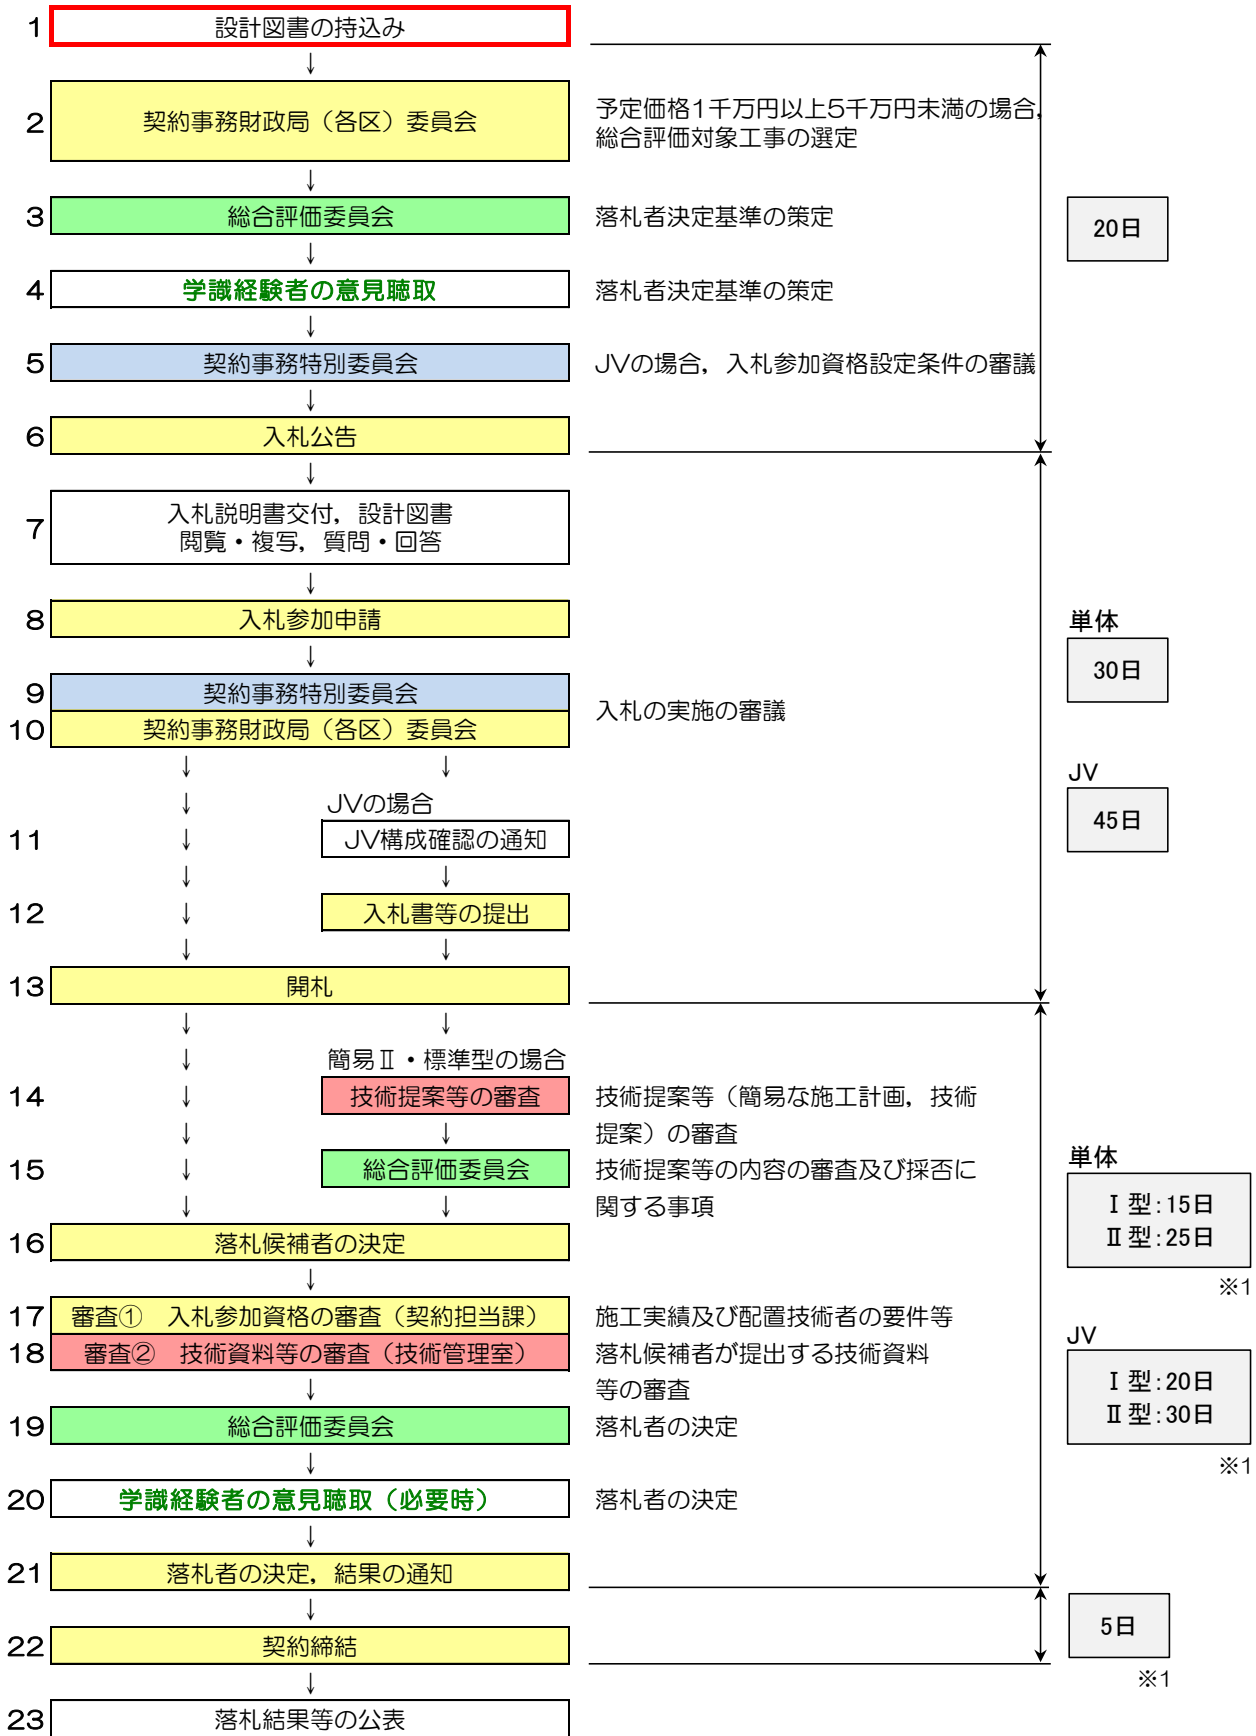 1 設計図書の持込み
↓
2 契約事務財政局（各区）委員会
予定価格1千万円以上5千万円未満の場合，
総合評価対象工事の選定
↓
3 総合評価委員会 落札者決定基準の策定
20日
↓
4 学識経験者の意見聴取 落札者決定基準の策定
↓
5 契約事務特別委員会 JVの場合，入札参加資格設定条件の審議
↓
6 入札公告
↓
7 入札説明書交付，設計図書
閲覧・複写，質問・回答
↓
8 入札参加申請
単体
30日
↓
9 契約事務特別委員会
10 契約事務財政局（各区）委員会
入札の実施の審議
↓ ↓
JV
45日
↓ JVの場合
11 ↓ JV構成確認の通知
↓ ↓
12 ↓ 入札書等の提出
↓ ↓
13 開札
↓ ↓
↓ 簡易Ⅱ・標準型の場合
14 ↓ 技術提案等の審査 技術提案等（簡易な施工計画，技術
↓ ↓ 提案）の審査
15 ↓ 総合評価委員会 技術提案等の内容の審査及び採否に
↓ ↓ 関する事項
単体
Ⅰ型：15日
Ⅱ型：25日
※1
16 落札候補者の決定
↓
17 審査① 入札参加資格の審査（契約担当課） 施工実績及び配置技術者の要件等
18 審査② 技術資料等の審査（技術管理室） 落札候補者が提出する技術資料
↓ 等の審査
JV
Ⅰ型：20日
Ⅱ型：30日
※1
19 総合評価委員会 落札者の決定
↓
20 学識経験者の意見聴取（必要時） 落札者の決定
↓
21 落札者の決定，結果の通知
↓
5日
※1
22 契約締結
↓
23 落札結果等の公表